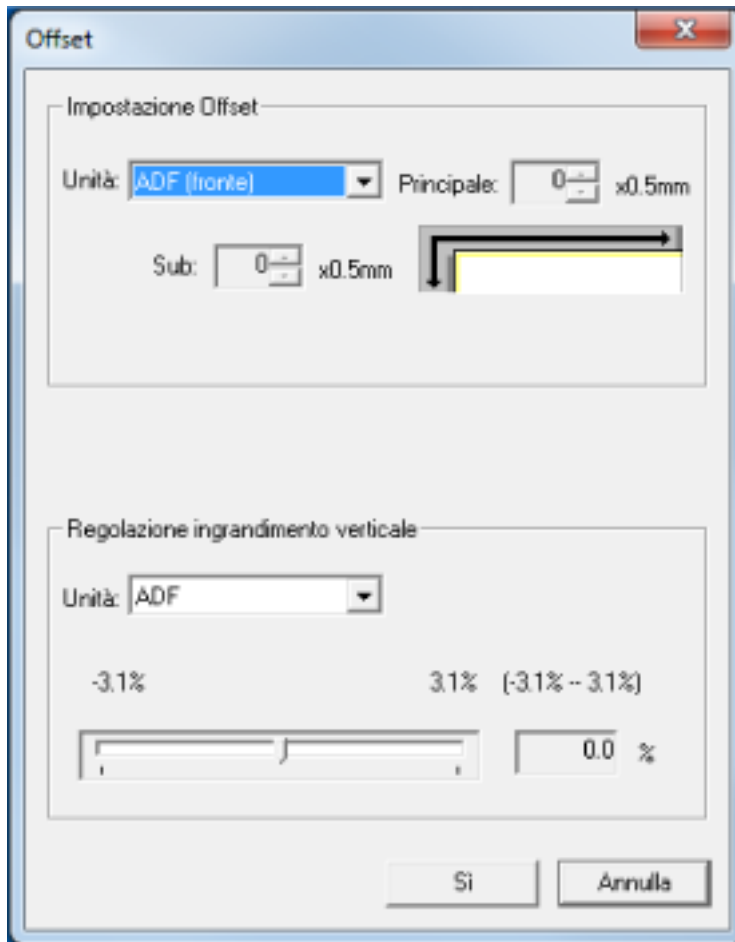 Offset
Impostazione Offset
Unità: ADF (fronte) Principale: 0 x0.5mm
Sub: 0 x0.5mm
Regolazione ingrandimento verticale
Unità: ADF
-3.1% 3.1% (-3.1% -- 3.1%)
0.0 %
Sì Annulla